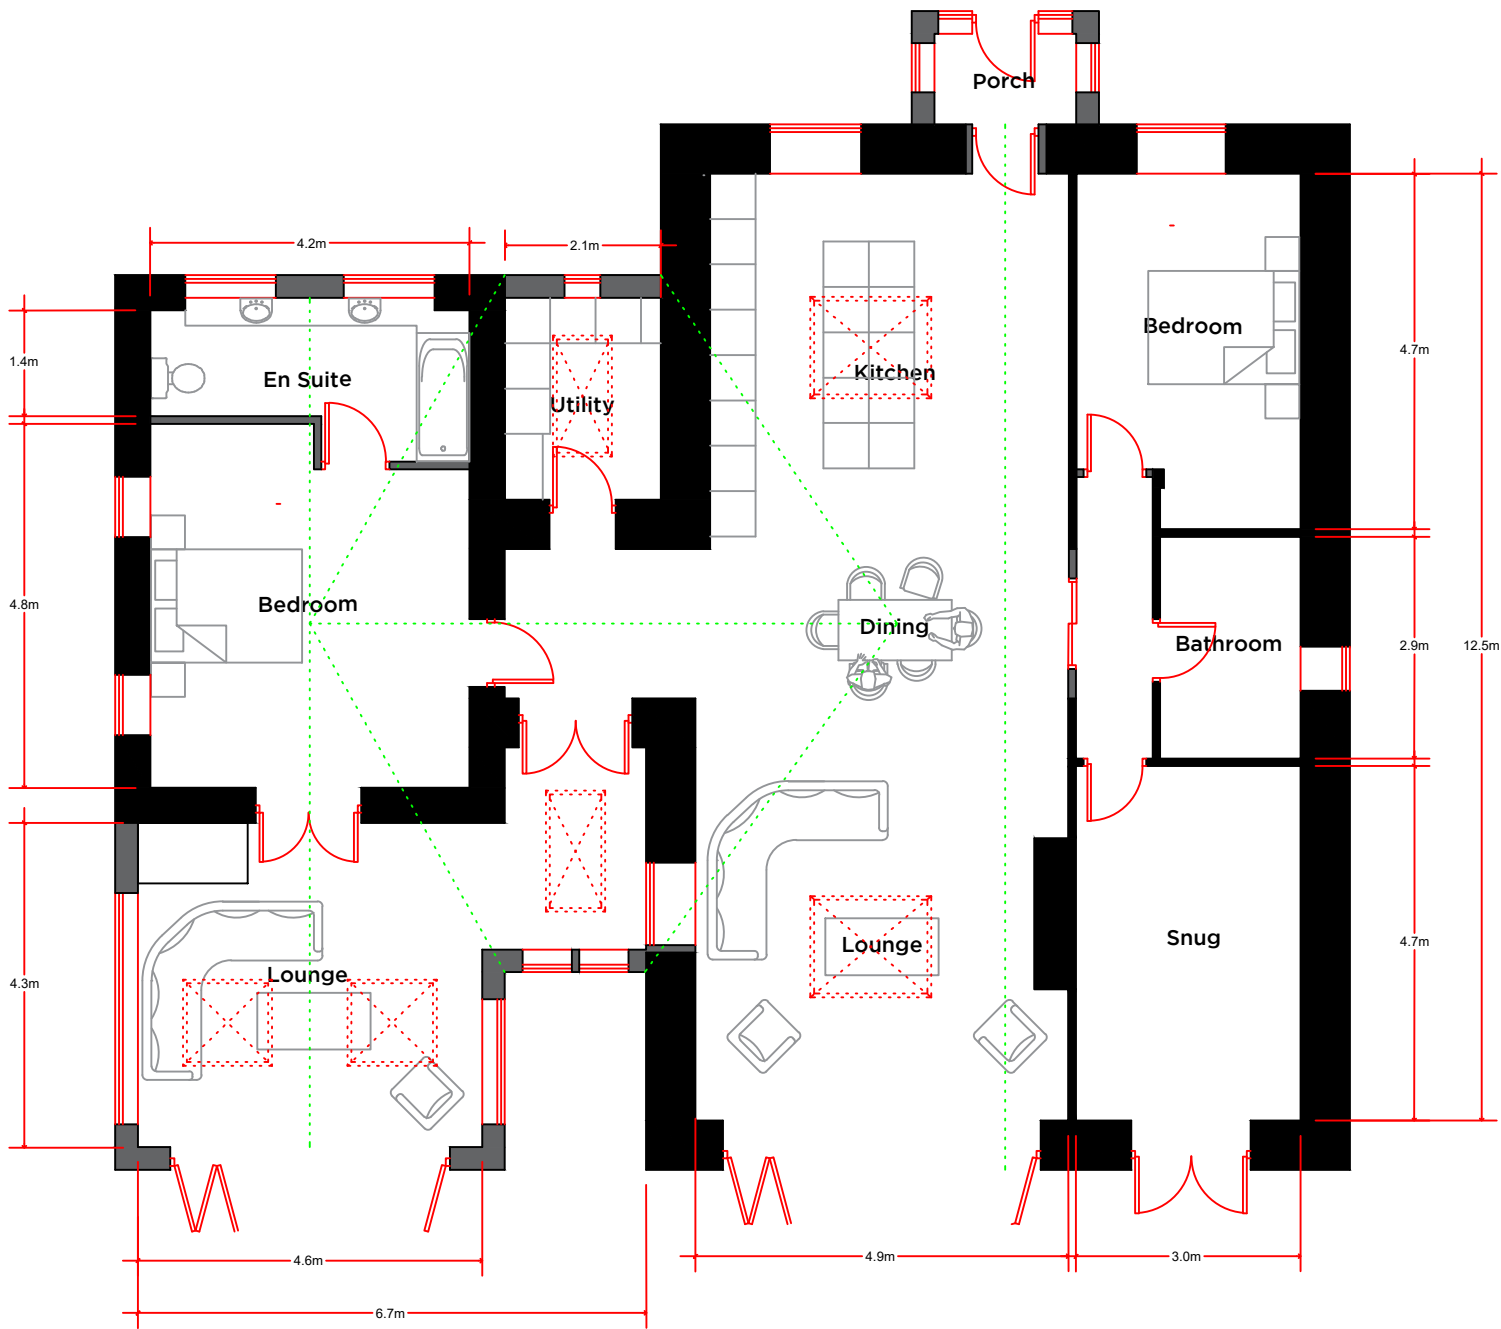 Porch
4.2m
2.1m
Bedroom
4.7m
1.4m
En Suite
Kitchen
Utility
4.8m
Bedroom
Dining
Bathroom
2.9m
12.5m
Snug
4.7m
Lounge
Lounge
4.3m
4.6m
4.9m
3.0m
6.7m